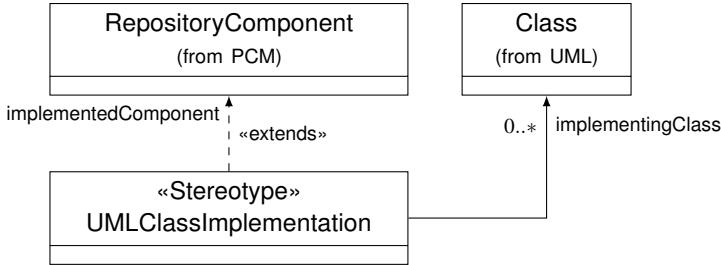 RepositoryComponent
(from PCM)
Class
(from UML)
implementedComponent
«extends»
0..*
implementingClass
«Stereotype»
UMLClassImplementation